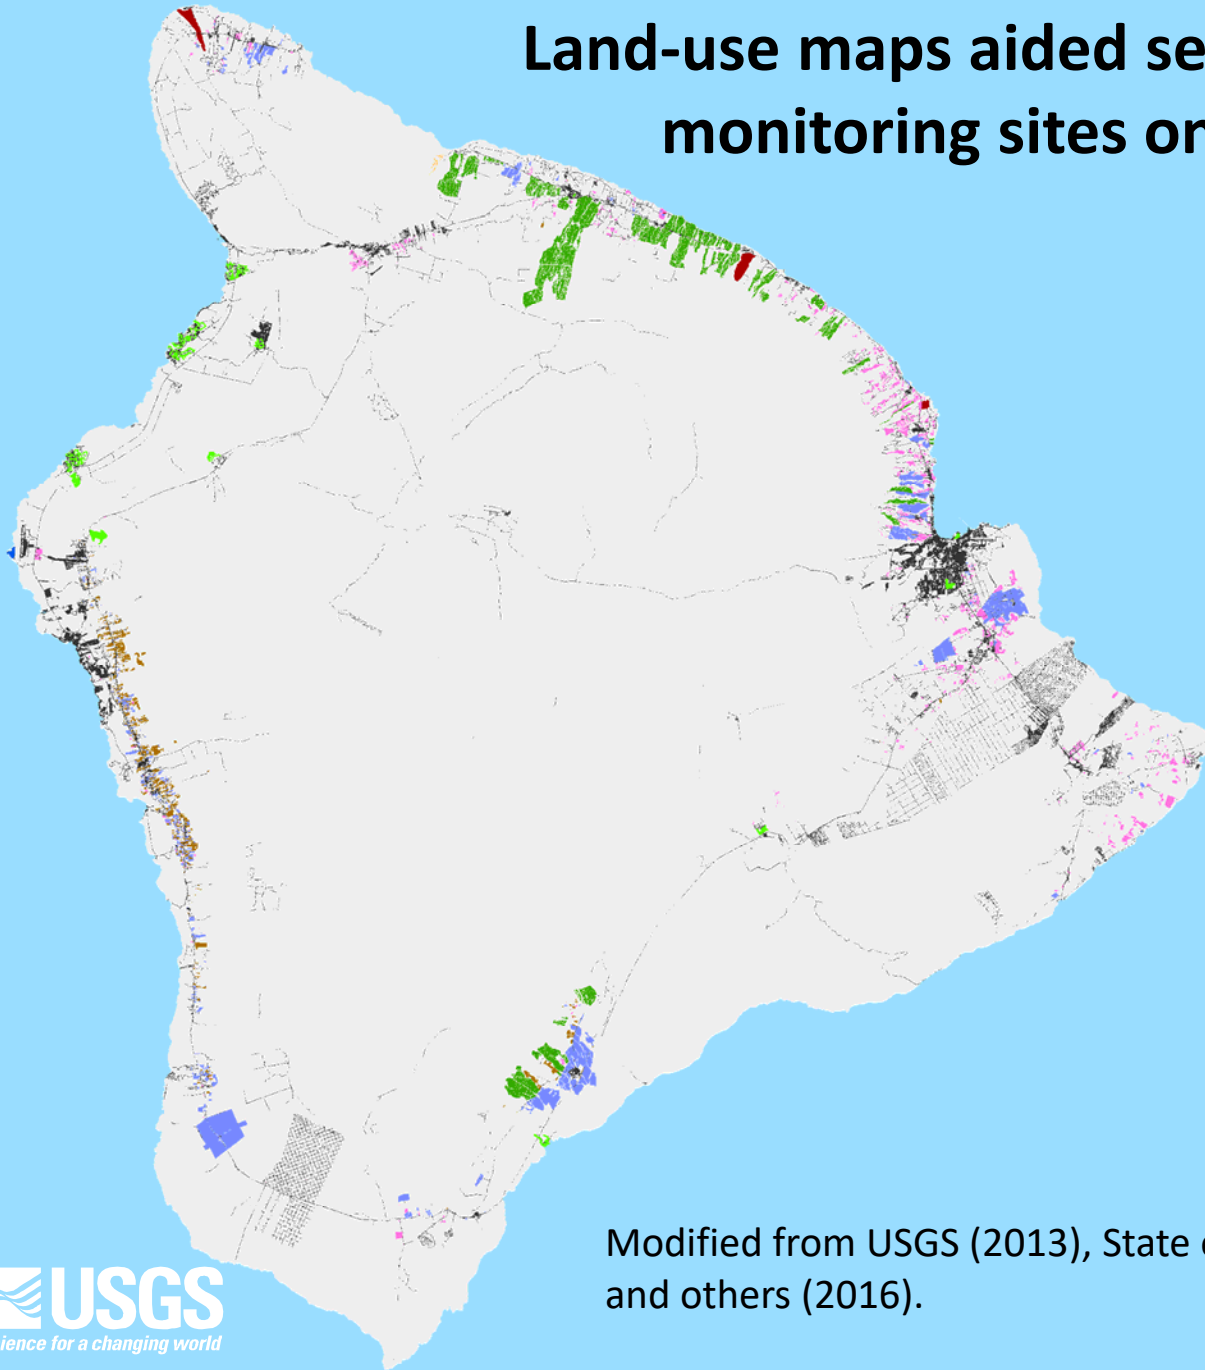 Land-use maps aided se
monitoring sites on
Modified from USGS (2013), State
and others (2016).
USGS
ience for a changing world